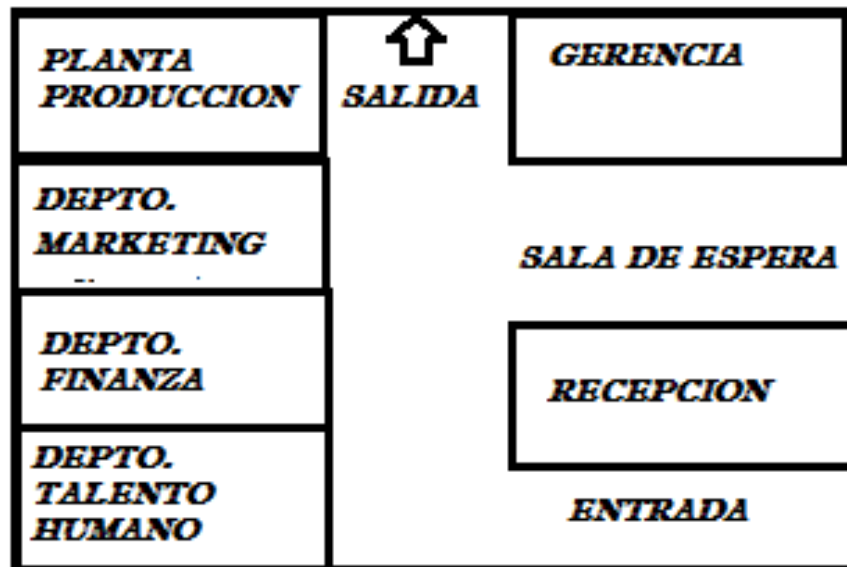 PLANTA
PRODUCCION
SALIDA
GERENCIA
DEPTO.
MARKETING
SALA DE ESPERA
DEPTO.
FINANZA
RECEPCION
DEPTO.
TALENTO
HUMANO
ENTRADA